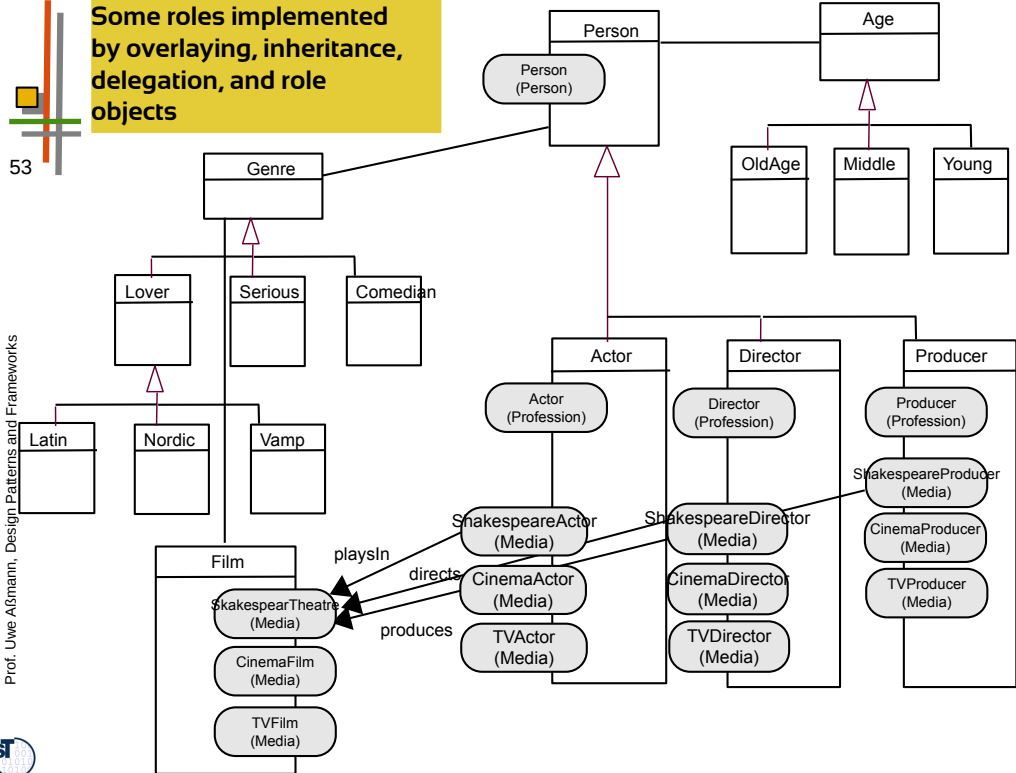 Some roles implemented
by overlaying, inheritance,
delegation, and role
objects
53
Prof. Uwe Aßmann, Design Patterns and Frameworks
Person
Person
(Person)
Age
OldAge
Middle
Young
Genre
Lover
Serious
Comedian
Latin
Nordic
Vamp
Actor
Actor
(Profession)
ShakespeareActor
(Media)
CinemaActor
(Media)
TVActor
(Media)
Director
Director
(Profession)
ShakespeareDirector
(Media)
CinemaDirector
(Media)
TVDirector
(Media)
Producer
Producer
(Profession)
ShakespeareProducer
(Media)
CinemaProducer
(Media)
TVProducer
(Media)
Film
SkakespearTheatre
(Media)
CinemaFilm
(Media)
TVFilm
(Media)
playsIn
directs
produces